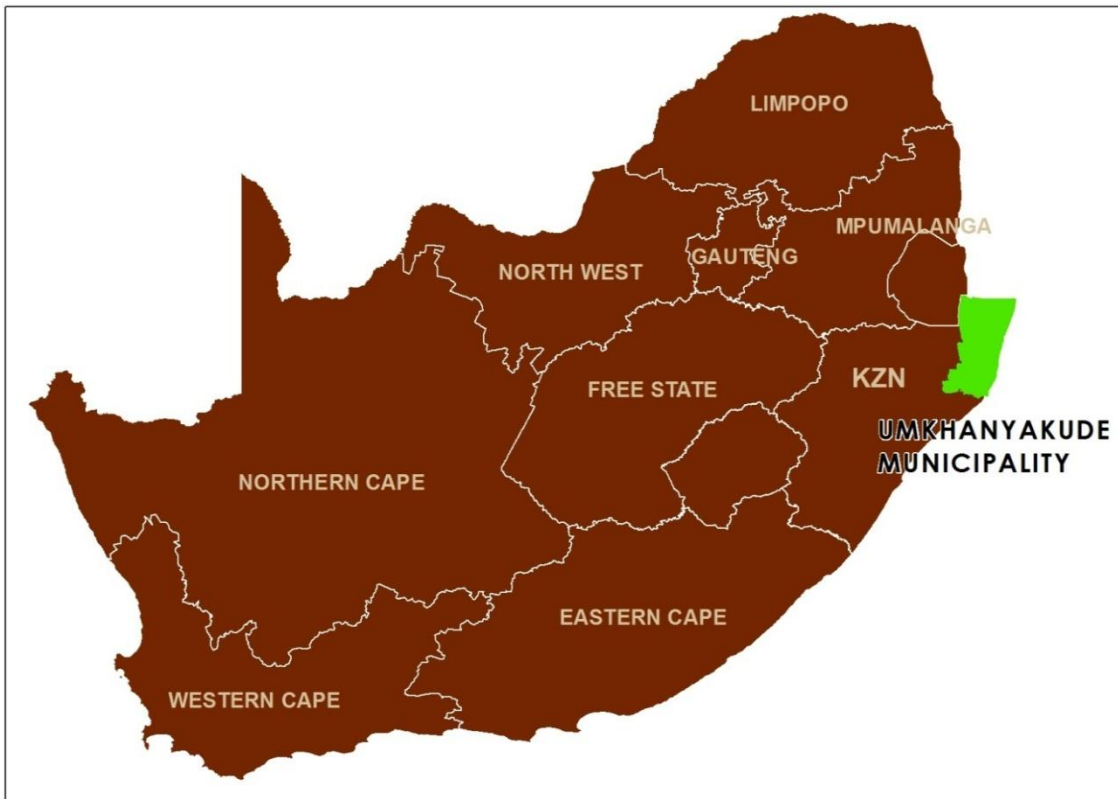 LIMPOPO
MPUMALANGA
GAUTENG
NORTH WEST
KZN
FREE STATE
UMKHANYAKUDE
MUNICIPALITY
NORTHERN CAPE
EASTERN CAPE
WESTERN CAPE